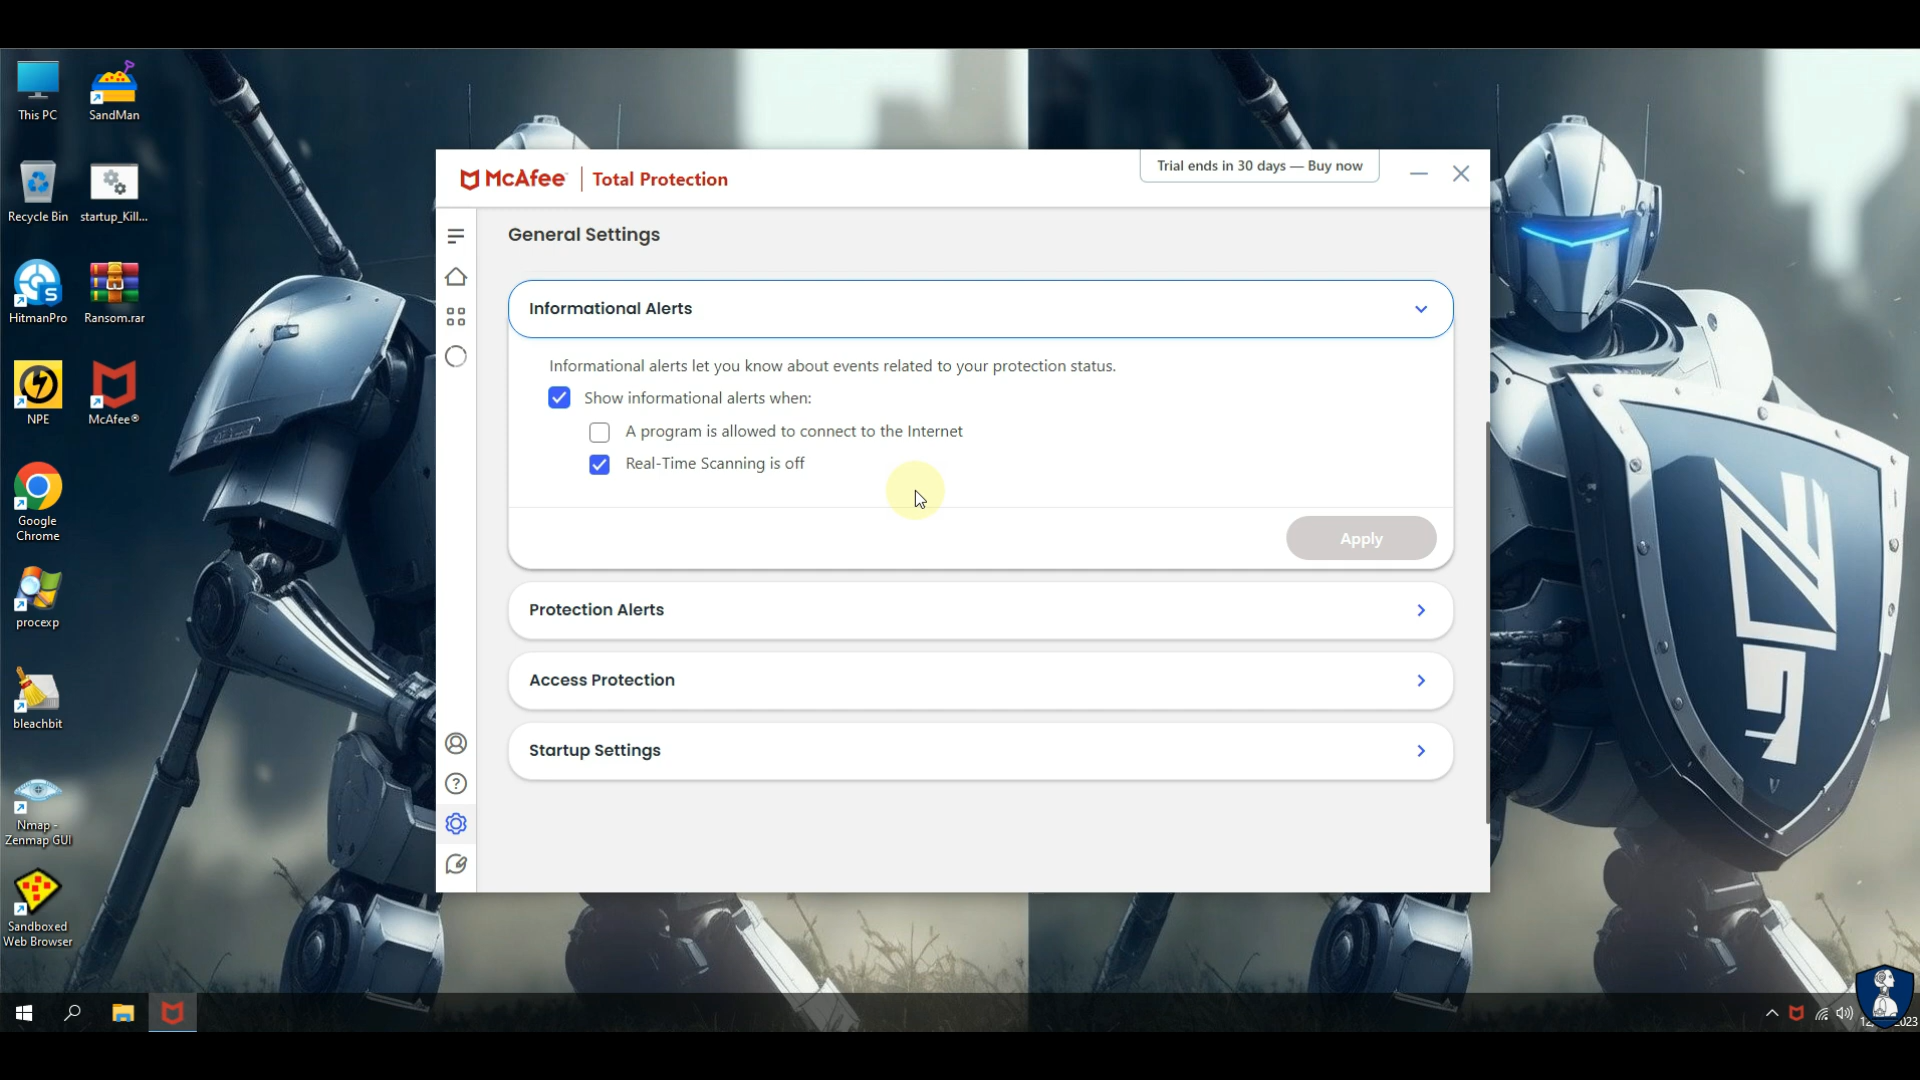 This PC
SandMan
Recycle Bin
startup_Kill...
HitmanPro
Ransom.rar
NPE
McAfee®
Google
Chrome
procexp
bleachbit
Nmap -
Zenmap GUI
Sandboxed
Web Browser
McAfee | Total Protection
Trial ends in 30 days — Buy now
General Settings
Informational Alerts
Informational alerts let you know about events related to your protection status.
Show informational alerts when:
A program is allowed to connect to the Internet
Real-Time Scanning is off
Apply
Protection Alerts
Access Protection
Startup Settings